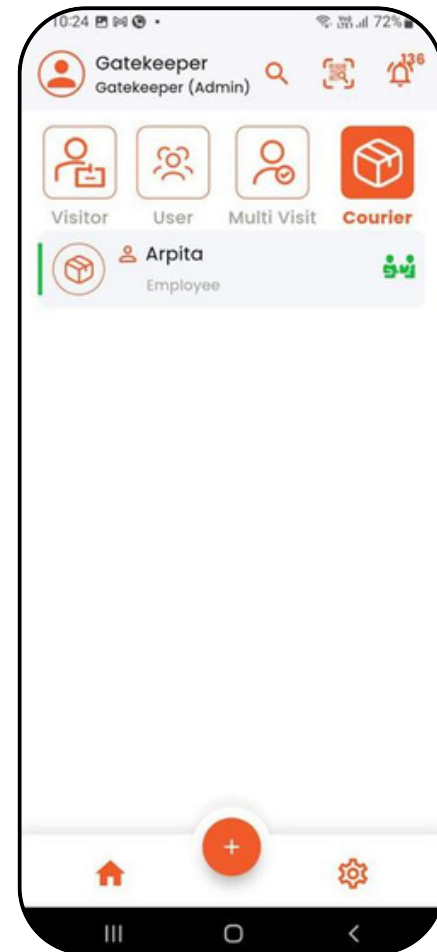 10:24
72%
Gatekeeper
Gatekeeper (Admin)
136
Visitor User Multi Visit Courier
Arpita
Employee